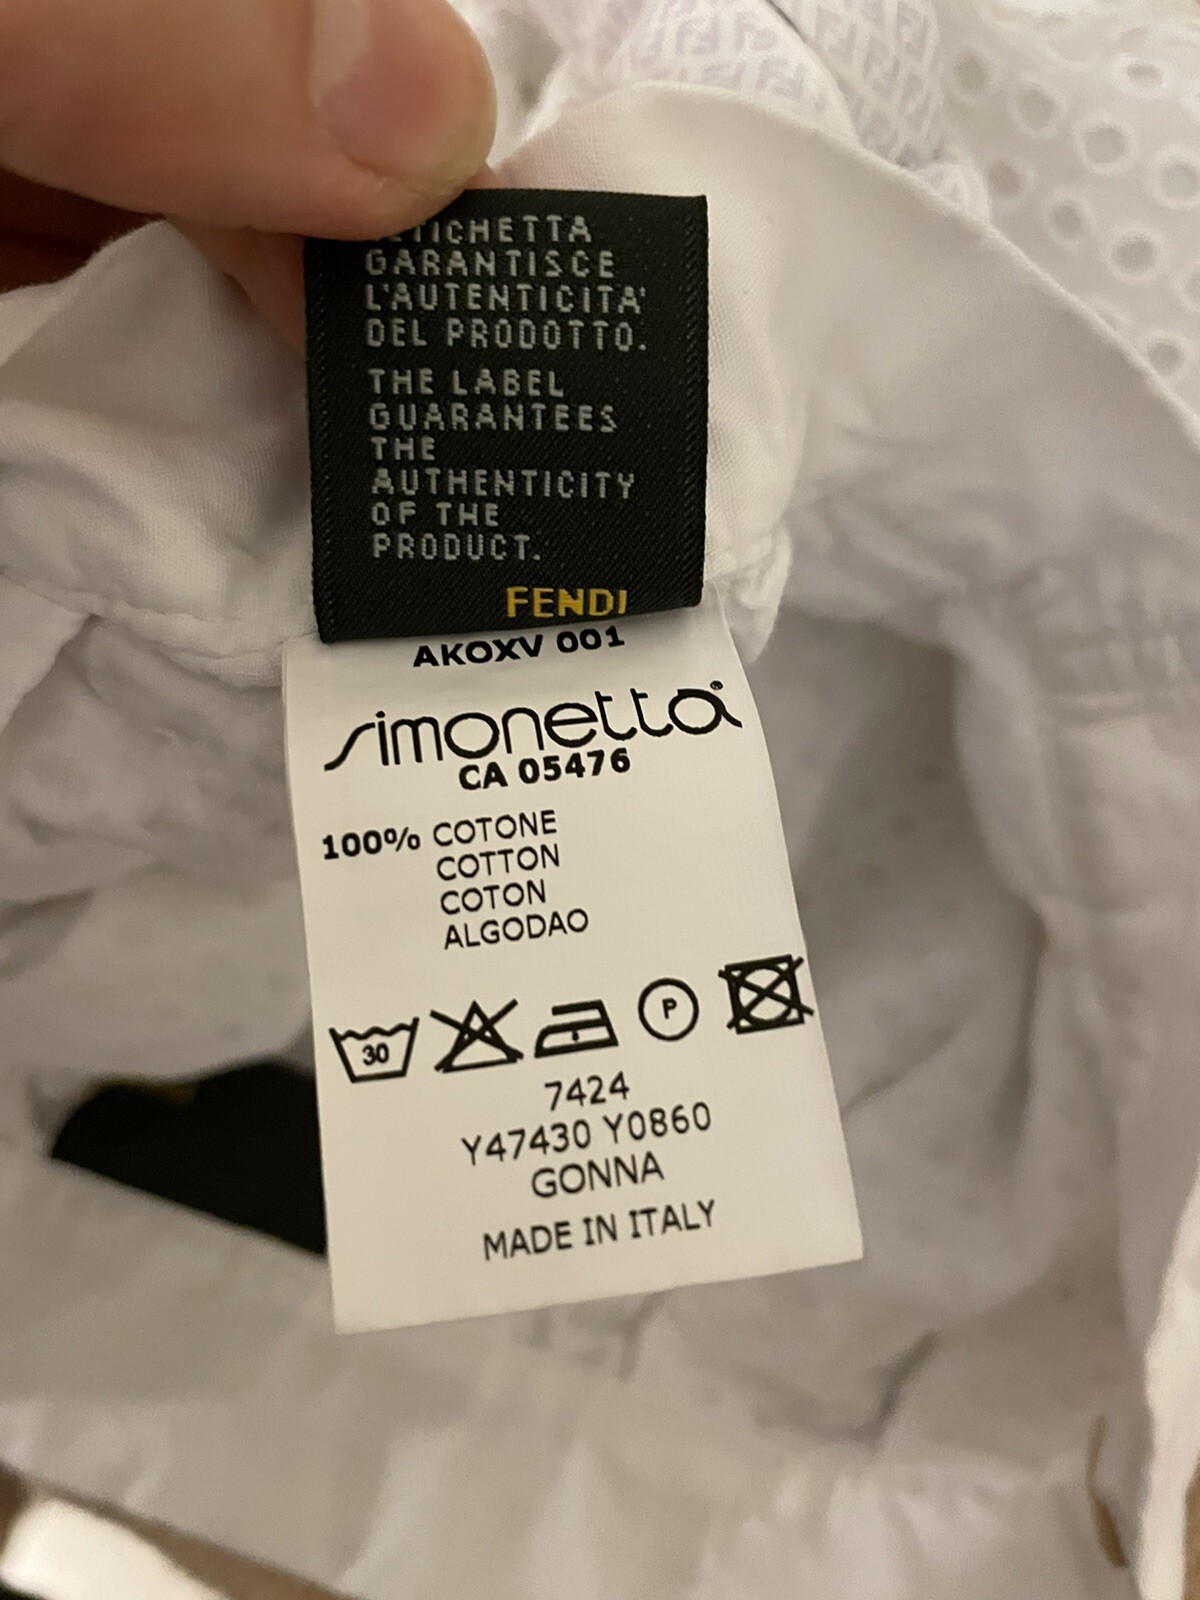 ETICHETTA
GARANTISCE
L'AUTENTICITA'
DEL PRODOTTO.
THE LABEL
GUARANTEES
THE
AUTHENTICITY
OF THE
PRODUCT.
FENDI
AKOXV 001
simonetta®
CA 05476
100% COTONE
COTTON
COTON
ALGODAO
30 P
7424
Y47430 Y0860
GONNA
MADE IN ITALY